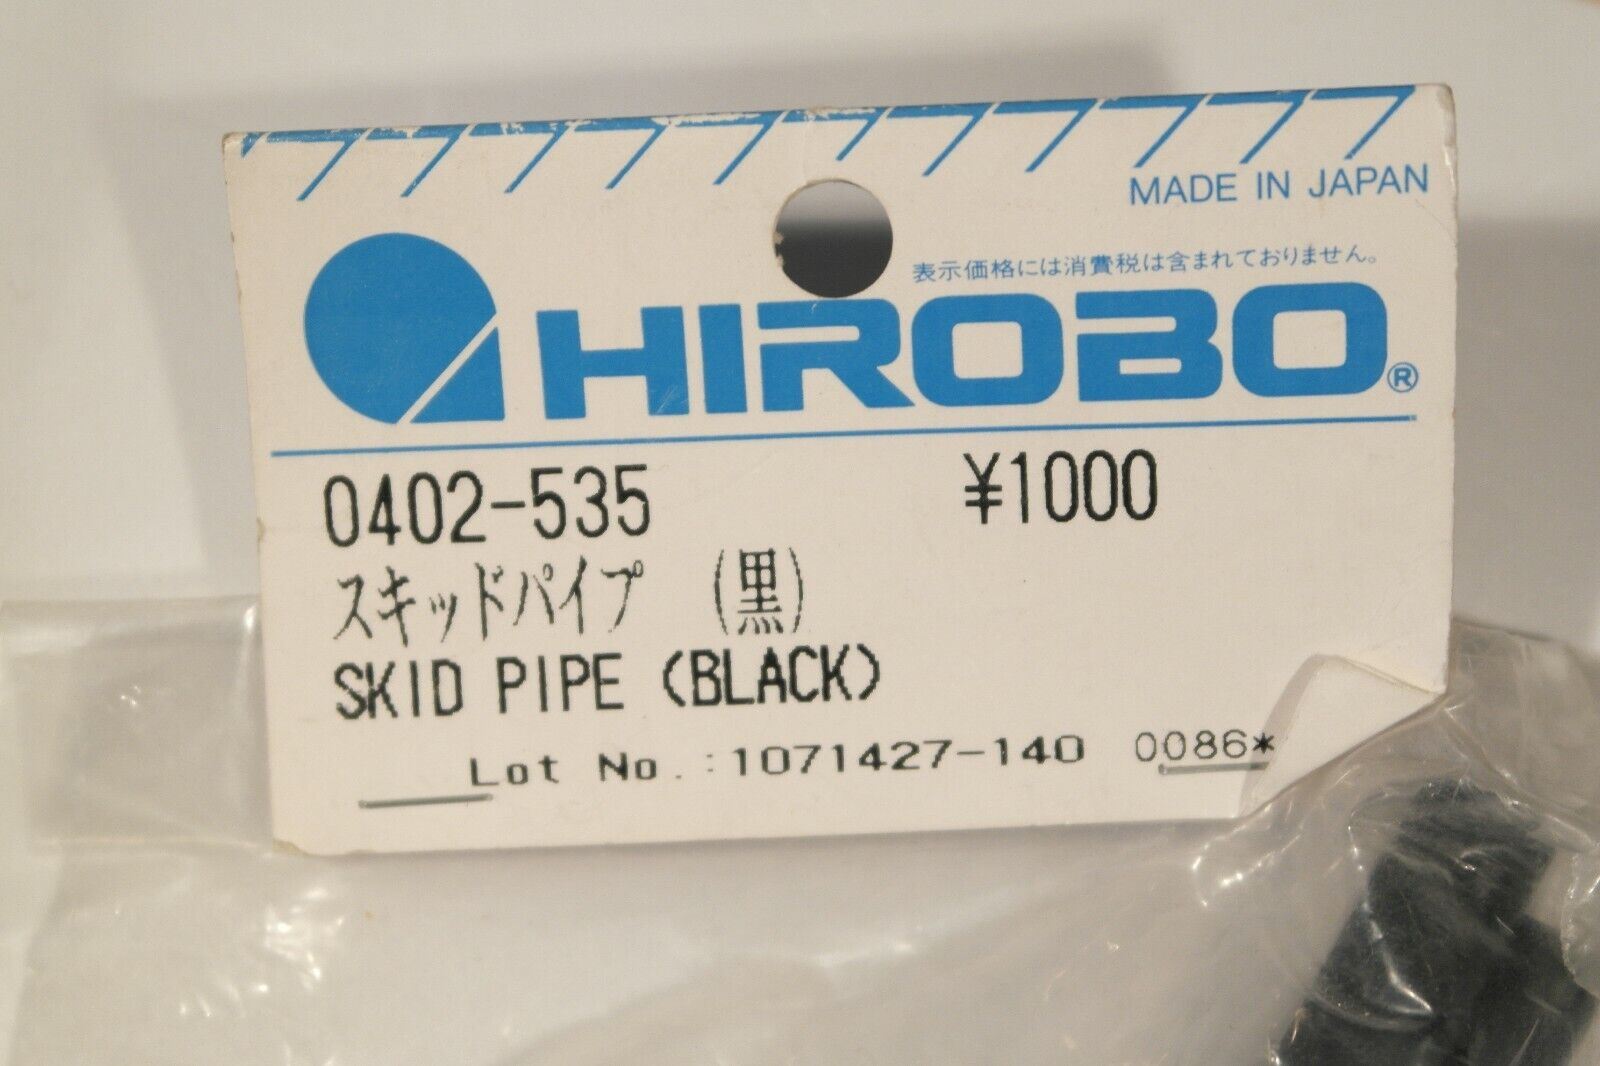 MADE IN JAPAN
表示価格には消費税は含まれておりません。
HIROBO®
0402-535 ¥1000
スキッドパイプ (黒)
SKID PIPE (BLACK)
Lot No.:1071427-140 0086*